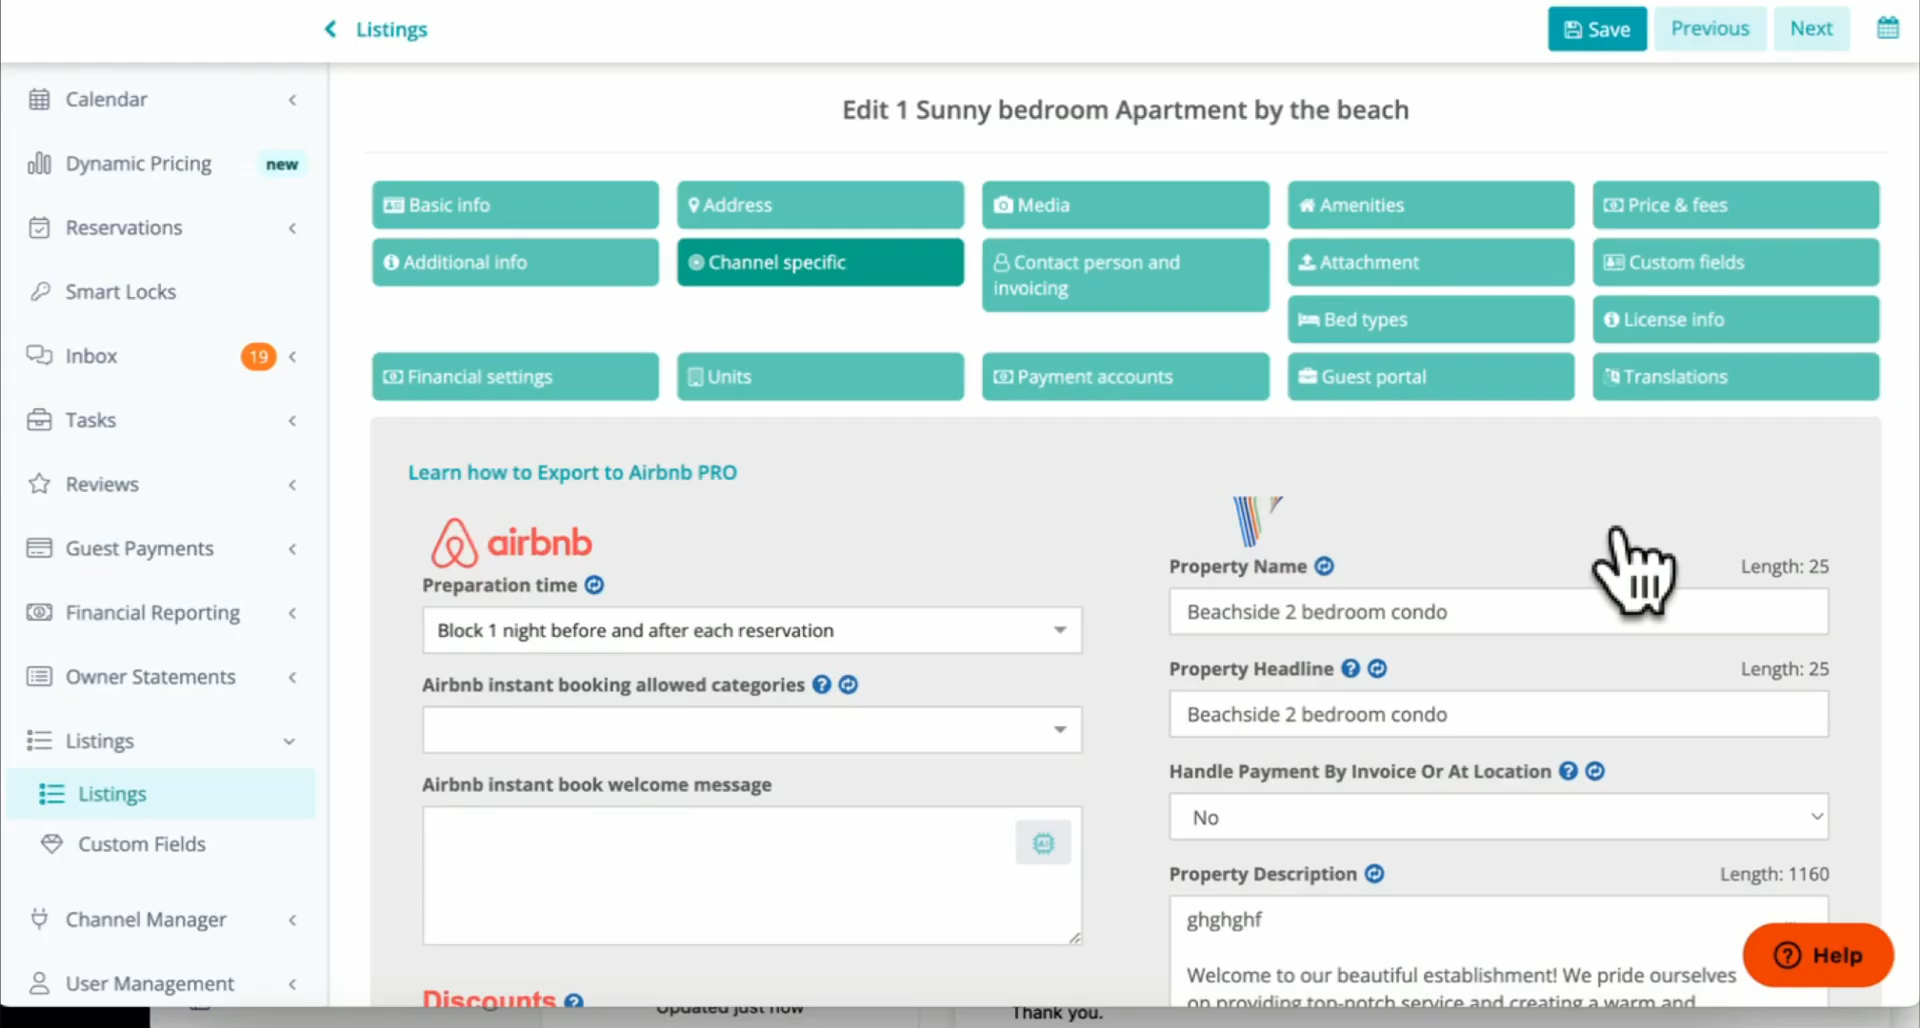 Listings
Save
Previous
Next
Calendar
Dynamic Pricing
new
Reservations
Smart Locks
Inbox
19
Tasks
Reviews
Guest Payments
Financial Reporting
Owner Statements
Listings
Listings
Custom Fields
Channel Manager
User Management
Edit 1 Sunny bedroom Apartment by the beach
Basic info
Address
Media
Amenities
Price & fees
Additional info
Channel specific
Contact person and
invoicing
Attachment
Custom fields
Bed types
License info
Financial settings
Units
Payment accounts
Guest portal
Translations
Learn how to Export to Airbnb PRO
airbnb
Preparation time
Block 1 night before and after each reservation
Airbnb instant booking allowed categories
Airbnb instant book welcome message
AI
Discounts
Property Name
Length: 25
Beachside 2 bedroom condo
Property Headline
Length: 25
Beachside 2 bedroom condo
Handle Payment By Invoice Or At Location
No
Property Description
Length: 1160
ghghghf
Welcome to our beautiful establishment! We pride ourselves
on providing top-notch service and creating a warm and
Help
Updated just now
Thank you.